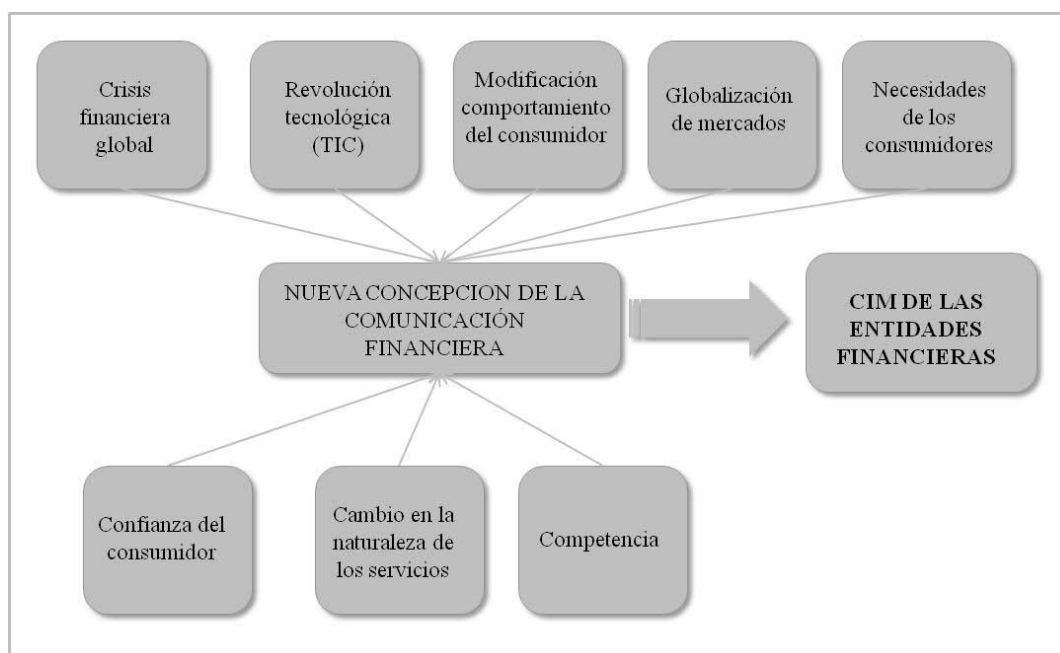 Crisis
financiera
global
Revolución
tecnológica
(TIC)
Modificación
comportamiento
del consumidor
Globalización
de mercados
Necesidades
de los
consumidores
NUEVA CONCEPCION DE LA
COMUNICACIÓN
FINANCIERA
CIM DE LAS
ENTIDADES
FINANCIERAS
Confianza del
consumidor
Cambio en la
naturaleza de
los servicios
Competencia